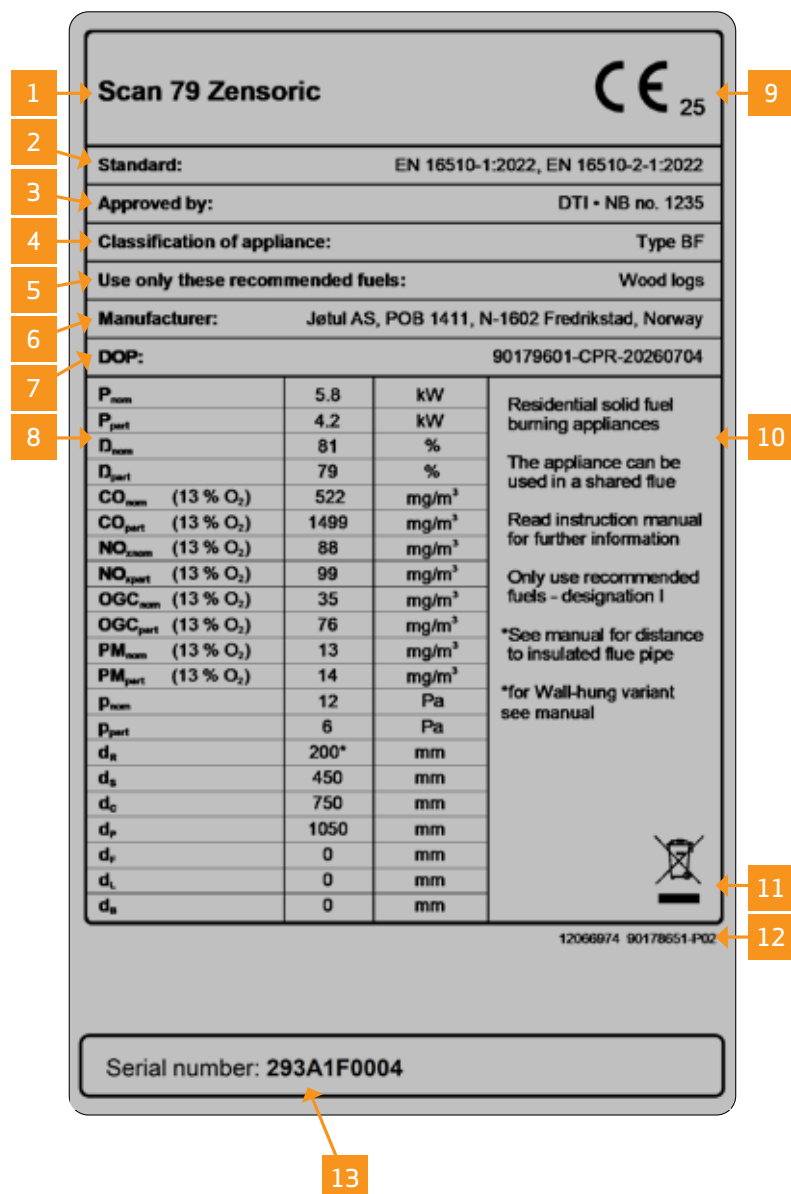 1 Scan 79 Zensoric CE 25 9
2 Standard: EN 16510-1:2022, EN 16510-2-1:2022
3 Approved by: DTI • NB no. 1235
4 Classification of appliance: Type BF
5 Use only these recommended fuels: Wood logs
6 Manufacturer: Jøtul AS, POB 1411, N-1602 Fredrikstad, Norway
7 DOP: 90179601-CPR-20260704
8
Pnom 5.8 kW
Ppart 4.2 kW
Dnom 81 %
Dpart 79 %
COnom (13 % O₂) 522 mg/m³
COpart (13 % O₂) 1499 mg/m³
NOxnom (13 % O₂) 88 mg/m³
NOxpart (13 % O₂) 99 mg/m³
OGCnom (13 % O₂) 35 mg/m³
OGCpart (13 % O₂) 76 mg/m³
PMnom (13 % O₂) 13 mg/m³
PMpart (13 % O₂) 14 mg/m³
pnom 12 Pa
ppart 6 Pa
dR 200* mm
dS 450 mm
dC 750 mm
dP 1050 mm
dF 0 mm
dL 0 mm
dB 0 mm
10
Residential solid fuel
burning appliances
The appliance can be
used in a shared flue
Read instruction manual
for further information
Only use recommended
fuels - designation I
*See manual for distance
to insulated flue pipe
*for Wall-hung variant
see manual
11
12066974 90178651-P02 12
Serial number: 293A1F0004
13